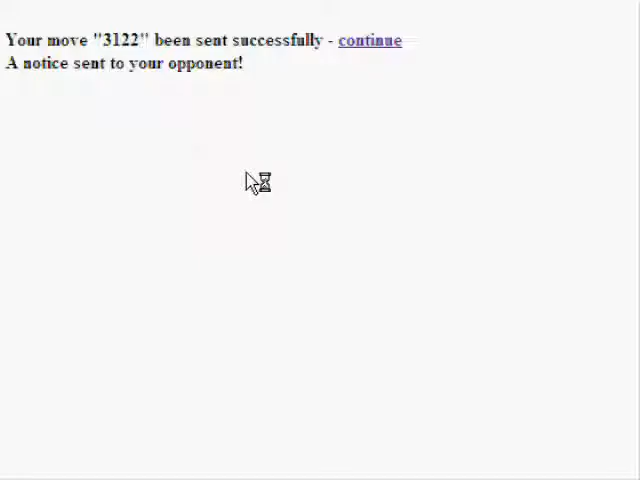 Your move "3122" been sent successfully - continue
A notice sent to your opponent!